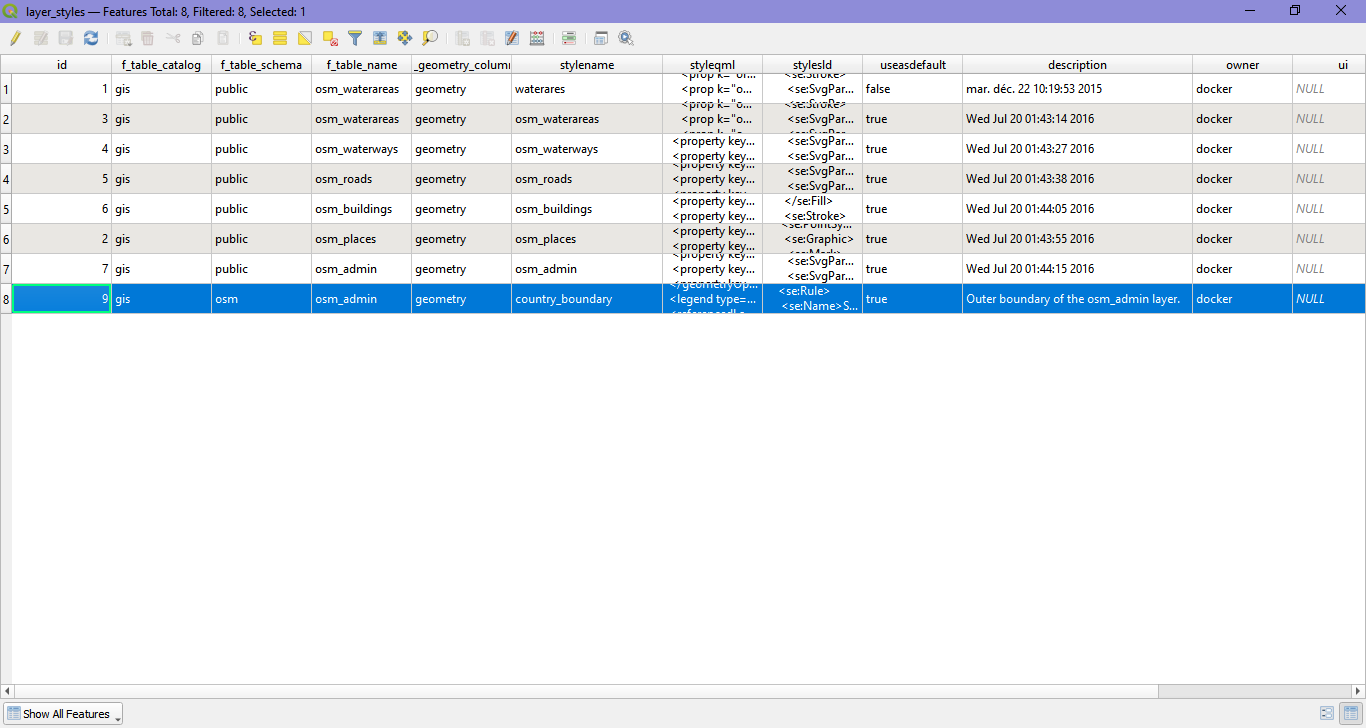 layer_styles — Features Total: 8, Filtered: 8, Selected: 1
id f_table_catalog f_table_schema f_table_name _geometry_colum stylename styleqml stylesld useasdefault description owner ui
1 1 gis public osm_waterareas geometry waterares <prop k="o... <se:SvgPar... false mar. déc. 22 10:19:53 2015 docker NULL
2 3 gis public osm_waterareas geometry osm_waterareas <prop k="o... <se:SvgPar... true Wed Jul 20 01:43:14 2016 docker NULL
3 4 gis public osm_waterways geometry osm_waterways <property key... <property key... <se:SvgPar... <se:SvgPar... true Wed Jul 20 01:43:27 2016 docker NULL
4 5 gis public osm_roads geometry osm_roads <property key... <property key... <se:SvgPar... <se:SvgPar... true Wed Jul 20 01:43:38 2016 docker NULL
5 6 gis public osm_buildings geometry osm_buildings <property key... <property key... </se:Fill> <se:Stroke> true Wed Jul 20 01:44:05 2016 docker NULL
6 2 gis public osm_places geometry osm_places <property key... <property key... <se:Graphic> true Wed Jul 20 01:43:55 2016 docker NULL
7 7 gis public osm_admin geometry osm_admin <property key... <property key... <se:SvgPar... <se:SvgPar... true Wed Jul 20 01:44:15 2016 docker NULL
8 9 gis osm osm_admin geometry country_boundary </geometryOp... <legend type=... <se:Rule> <se:Name>S... true Outer boundary of the osm_admin layer. docker NULL
Show All Features